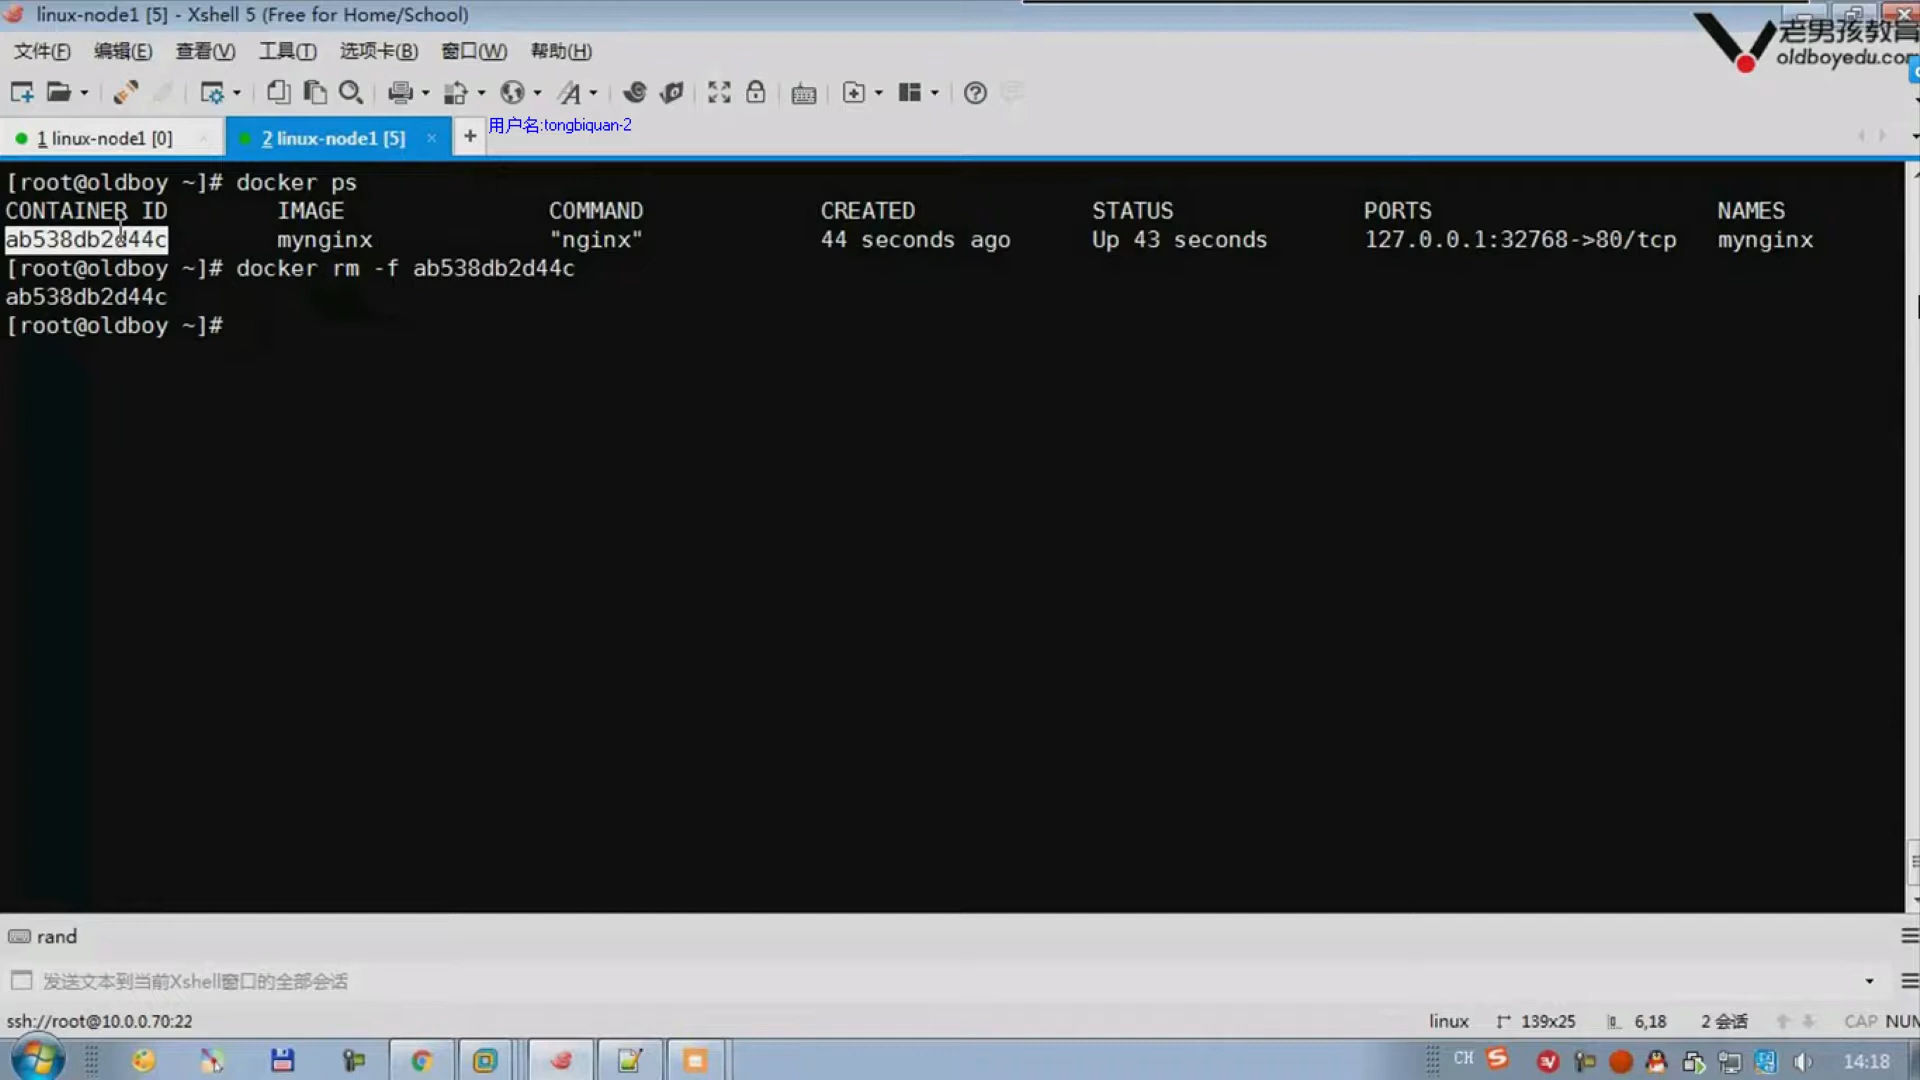 linux-node1 [5] - Xshell 5 (Free for Home/School)
文件(F) 编辑(E) 查看(V) 工具(T) 选项卡(B) 窗口(W) 帮助(H)
老男孩教育
oldboyedu.com
1 linux-node1 [0] × 2 linux-node1 [5] × + 用户名:tongbiquan-2
[root@oldboy ~]# docker ps
CONTAINER ID IMAGE COMMAND CREATED STATUS PORTS NAMES
ab538db2d44c mynginx "nginx" 44 seconds ago Up 43 seconds 127.0.0.1:32768->80/tcp mynginx
[root@oldboy ~]# docker rm -f ab538db2d44c
ab538db2d44c
[root@oldboy ~]#
rand
发送文本到当前Xshell窗口的全部会话
ssh://root@10.0.0.70:22 linux 139x25 6,18 2 会话 CAP NUM
CH 14:18